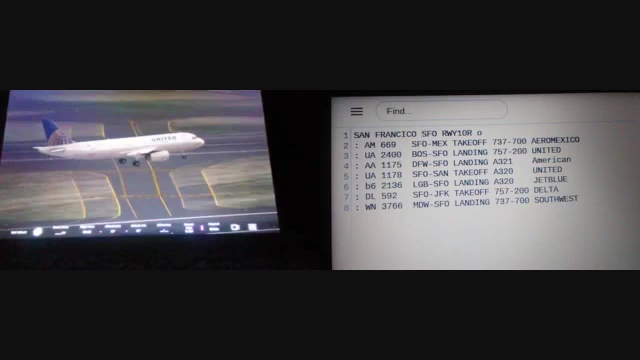 UNITED
Find...
1 SAN FRANCICO SFO RWY10R o
2 : AM 669 SFO-MEX TAKEOFF 737-700 AEROMEXICO
3 : UA 2400 BOS-SFO LANDING 757-200 UNITED
4 : AA 1175 DFW-SFO LANDING A321 American
5 : UA 1178 SFO-SAN TAKEOFF A320 UNITED
6 : b6 2136 LGB-SFO LANDING A320 JETBLUE
7 : DL 592 SFO-JFK TAKEOFF 757-200 DELTA
8 : WN 3766 MDW-SFO LANDING 737-700 SOUTHWEST